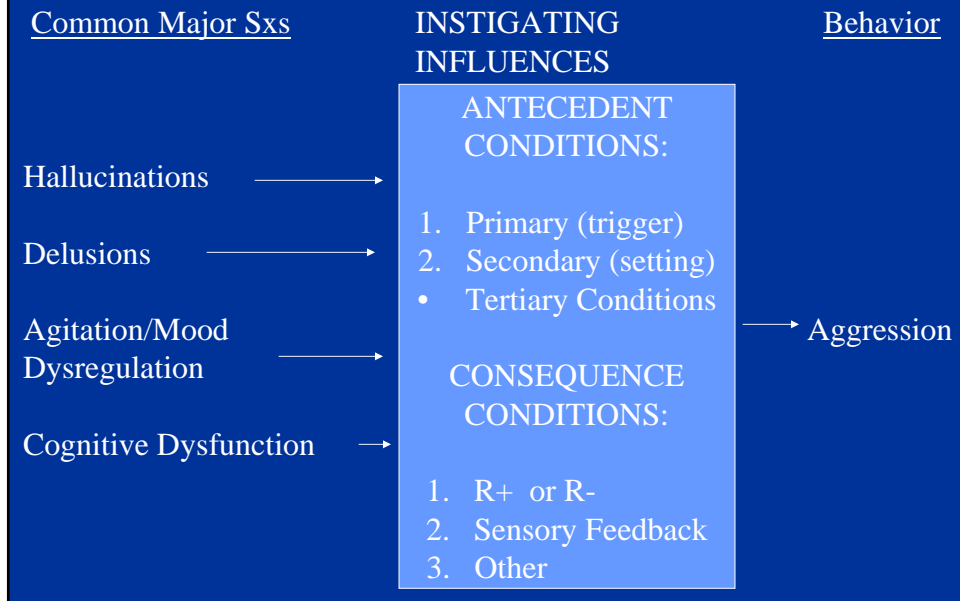 Common Major Sxs
Hallucinations
Delusions
Agitation/Mood
Dysregulation
Cognitive Dysfunction
INSTIGATING
INFLUENCES
ANTECEDENT
CONDITIONS:
1. Primary (trigger)
2. Secondary (setting)
• Tertiary Conditions
CONSEQUENCE
CONDITIONS:
1. R+ or R-
2. Sensory Feedback
3. Other
Behavior
Aggression